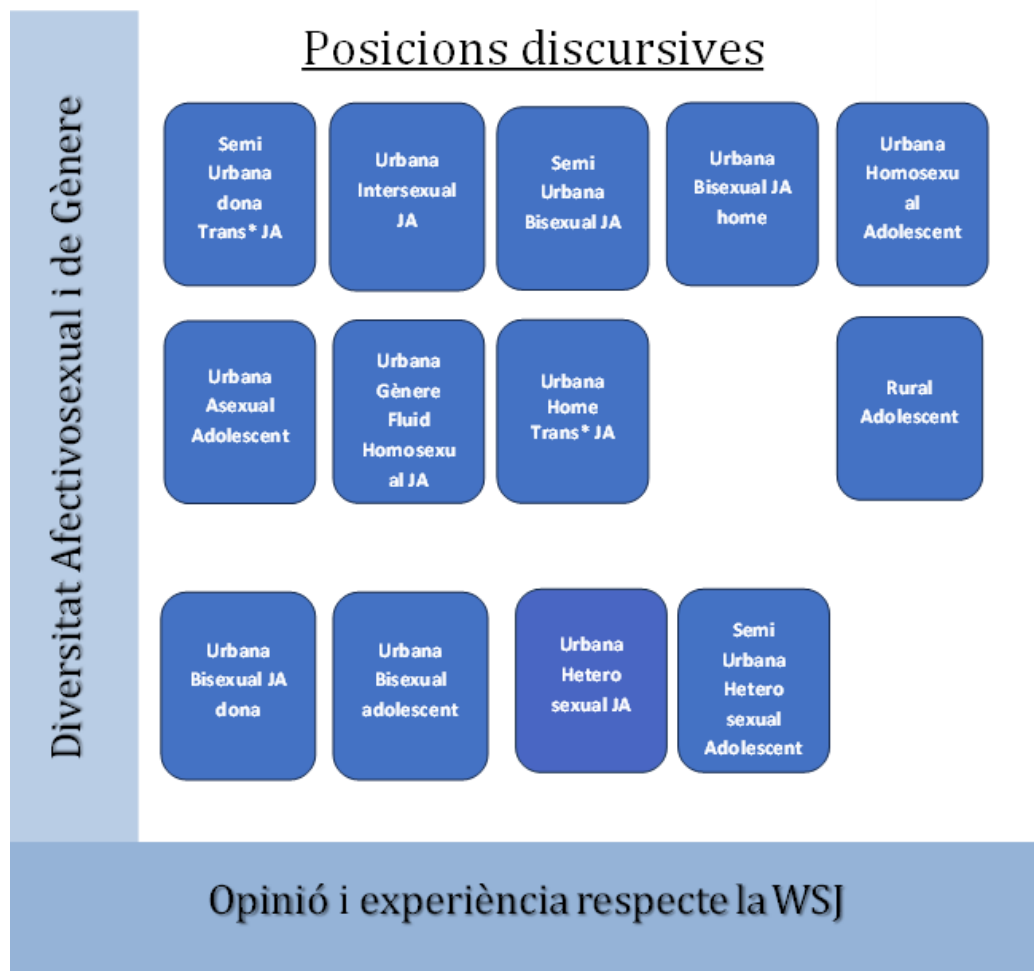 Posicions discursives
Diversitat Afectivosexual i de Gènere
Semi
Urbana
dona
Trans* JA
Urbana
Intersexual
JA
Semi
Urbana
Bisexual JA
Urbana
Bisexual JA
home
Urbana
Homosexu
al
Adolescent
Urbana
Asexual
Adolescent
Urbana
Gènere
Fluid
Homosexu
al JA
Urbana
Home
Trans* JA
Rural
Adolescent
Urbana
Bisexual JA
dona
Urbana
Bisexual
adolescent
Urbana
Hetero
sexual JA
Semi
Urbana
Hetero
sexual
Adolescent
Opinió i experiència respecte la WSJ